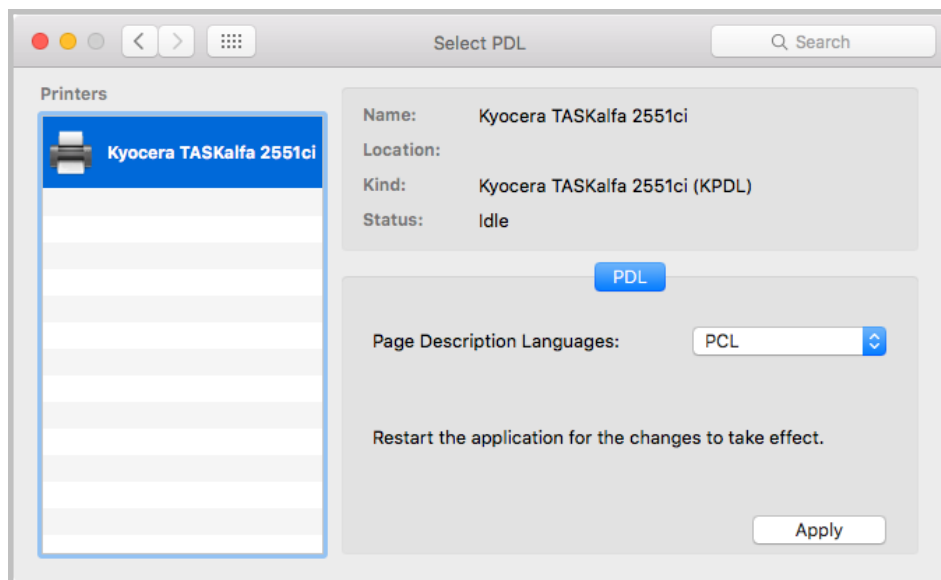 Select PDL
Search
Printers
Kyocera TASKalfa 2551ci
Name: Kyocera TASKalfa 2551ci
Location:
Kind: Kyocera TASKalfa 2551ci (KPDL)
Status: Idle
PDL
Page Description Languages: PCL
Restart the application for the changes to take effect.
Apply